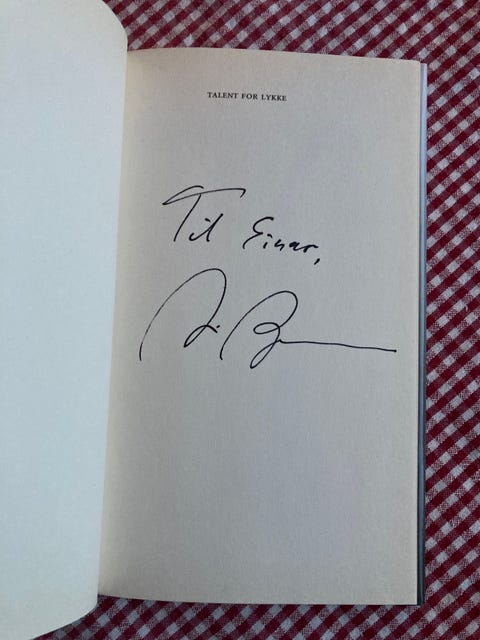 TALENT FOR LYKKE
Til Einar,